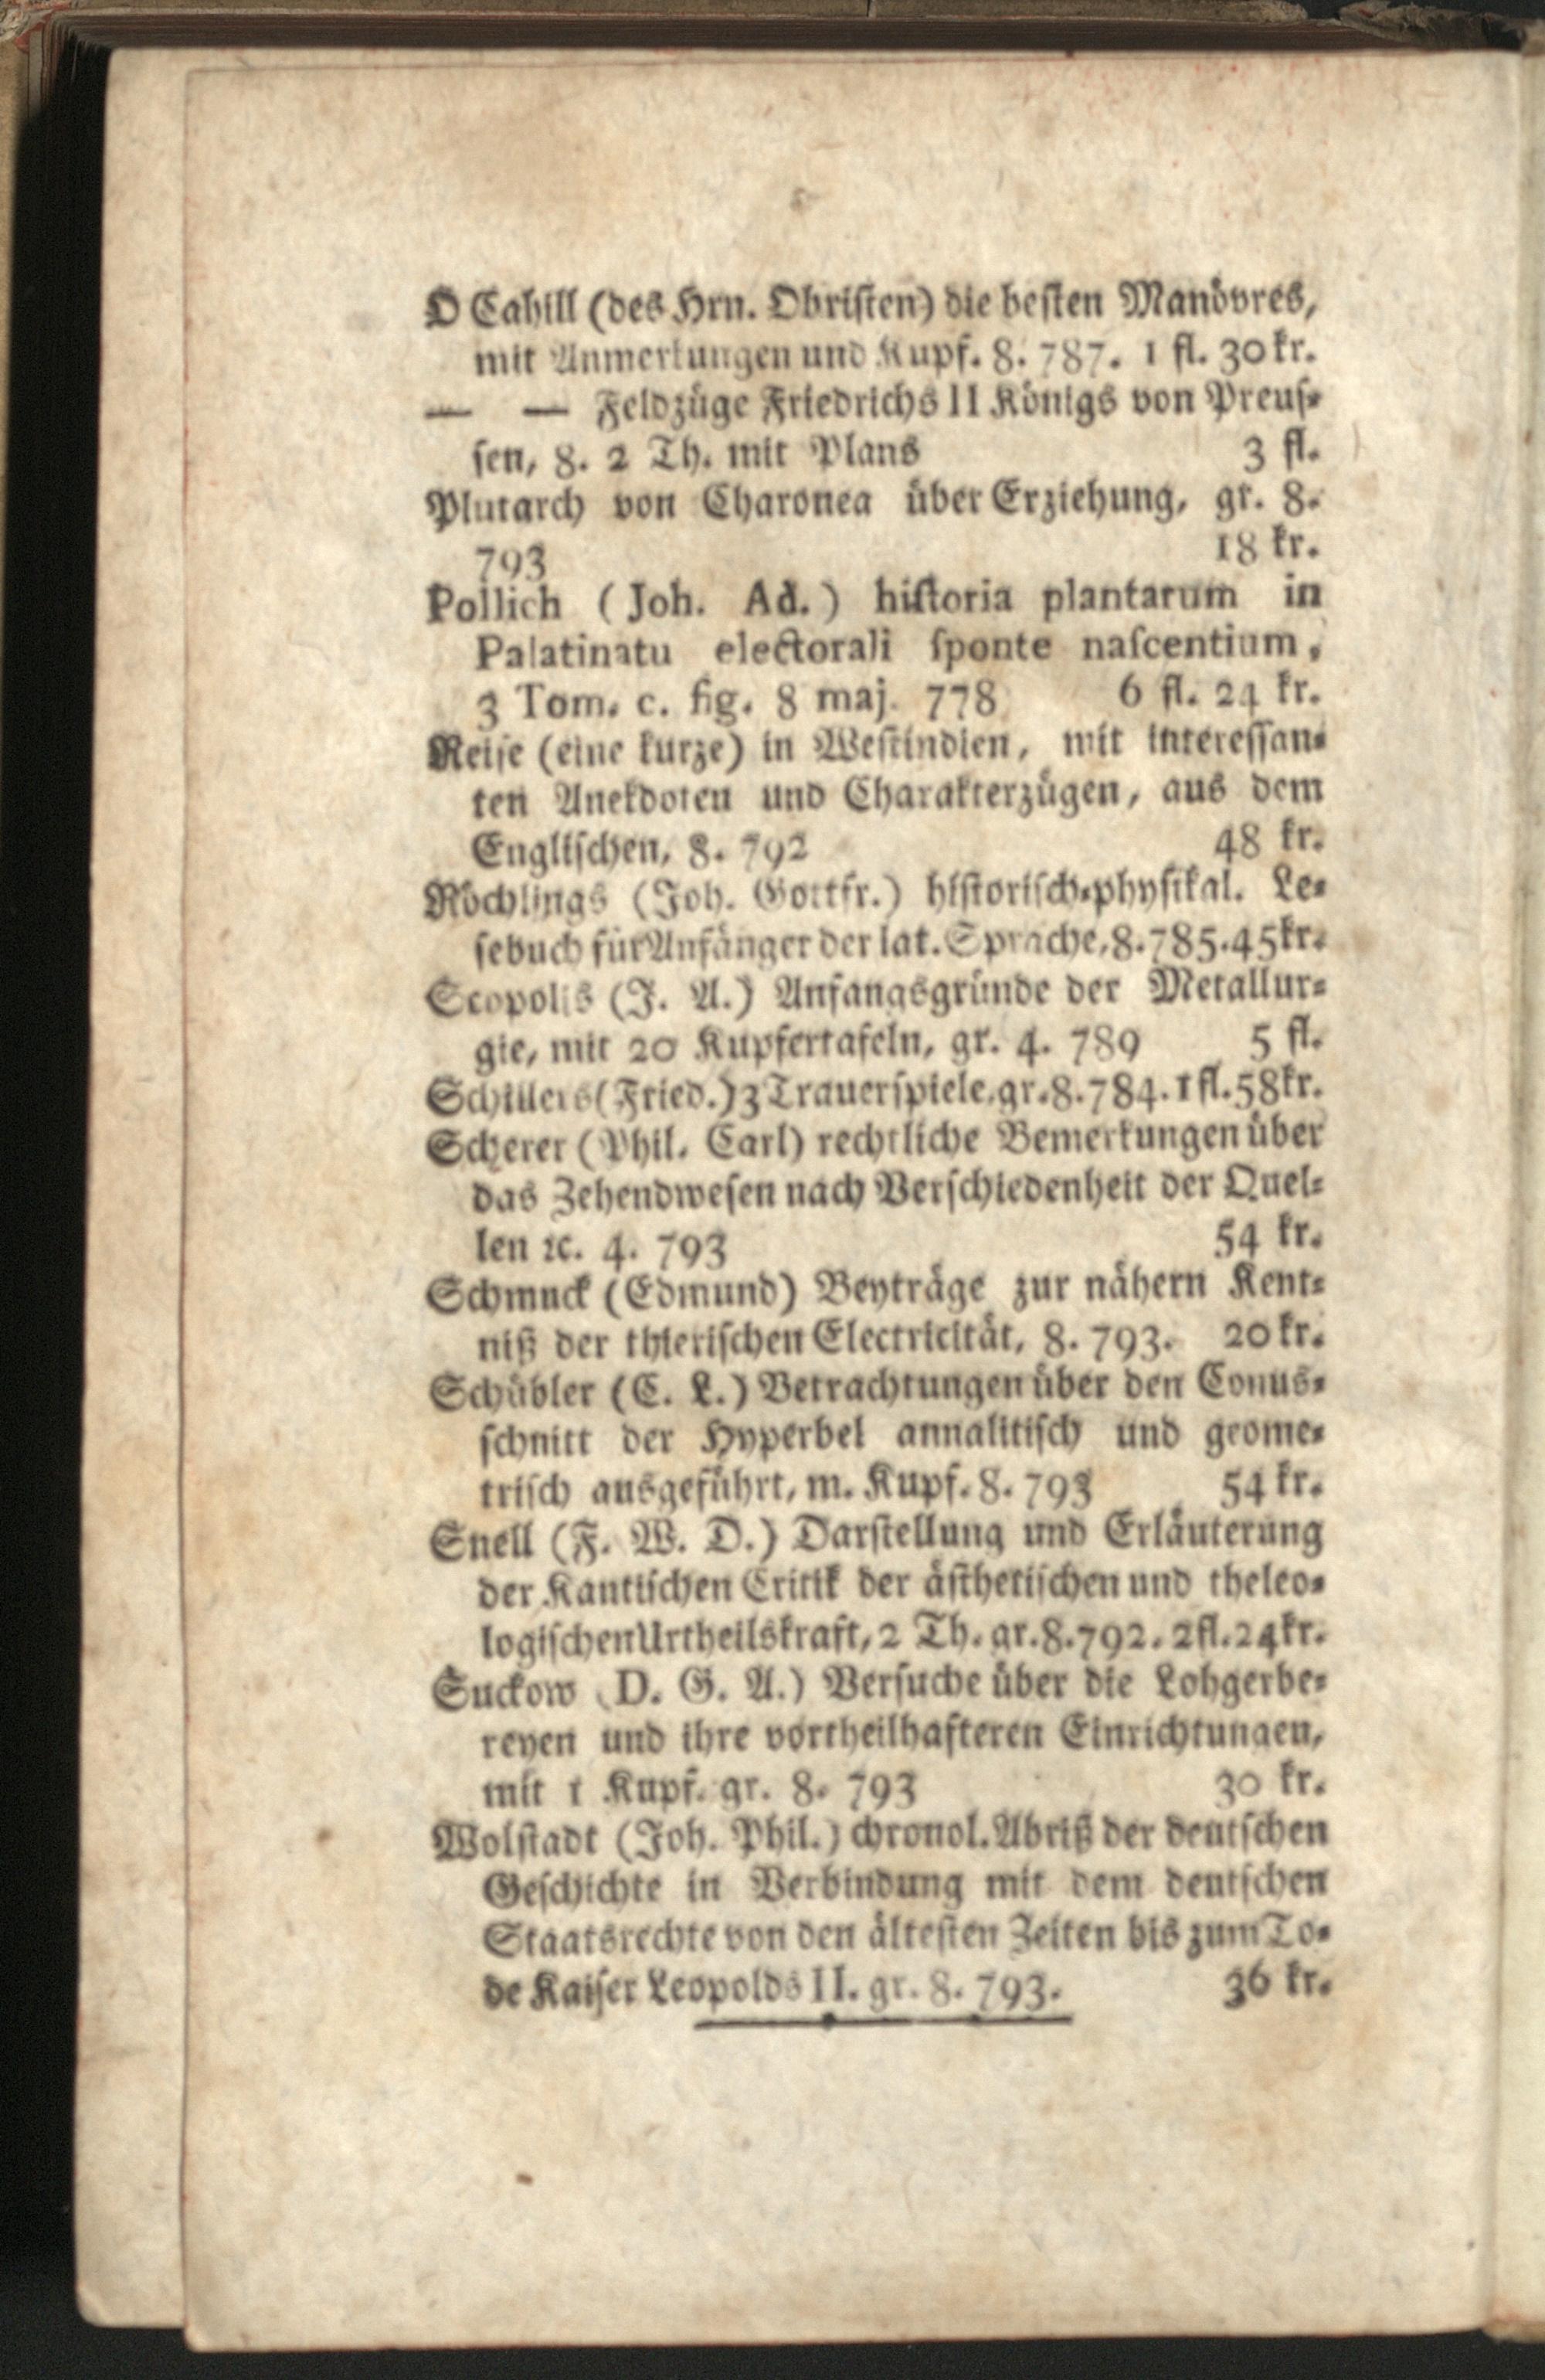 O Cahill (des Hrn. Obristen) die besten Manövres,
mit Anmerkungen und Kupf. 8. 787. 1 fl. 30 kr.
— — Feldzüge Friedrichs II Königs von Preus-
sen, 8. 2 Th. mit Plans 3 fl.
Plutarch von Charonea über Erziehung, gr. 8.
793 18 kr.
Pollich (Joh. Ad.) historia plantarum in
Palatinatu electorali sponte nascentium,
3 Tom. c. fig. 8 maj. 778 6 fl. 24 kr.
Reise (eine kurze) in Westindien, mit interessan-
ten Anekdoten und Charakterzügen, aus dem
Englischen, 8. 792 48 kr.
Röchlings (Joh. Gottfr.) historisch-physikal. Le-
sebuch für Anfänger der lat. Sprache, 8. 785. 45 kr.
Scopolis (J. A.) Anfangsgründe der Metallur-
gie, mit 20 Kupfertafeln, gr. 4. 789 5 fl.
Schillers (Fried.) 3 Trauerspiele, gr. 8. 784. 1 fl. 58 kr.
Scherer (Phil. Carl) rechtliche Bemerkungen über
das Zehendwesen nach Verschiedenheit der Quel-
len ꝛc. 4. 793 54 kr.
Schmuck (Edmund) Beyträge zur nähern Kent-
niß der thierischen Electricität, 8. 793. 20 kr.
Schübler (C. L.) Betrachtungen über den Conus-
schnitt der Hyperbel annalitisch und geome-
trisch ausgeführt, m. Kupf. 8. 793 54 kr.
Snell (F. W. D.) Darstellung und Erläuterung
der Kantischen Critik der ästhetischen und theleo-
logischen Urtheilskraft, 2 Th. gr. 8. 792. 2 fl. 24 kr.
Suckow (D. G. A.) Versuche über die Lohgerbe-
reyen und ihre vortheilhafteren Einrichtungen,
mit 1 Kupf. gr. 8. 793 30 kr.
Wolstadt (Joh. Phil.) chronol. Abriß der deutschen
Geschichte in Verbindung mit dem deutschen
Staatsrechte von den ältesten Zeiten bis zum To-
de Kaiser Leopolds II. gr. 8. 793. 36 kr.